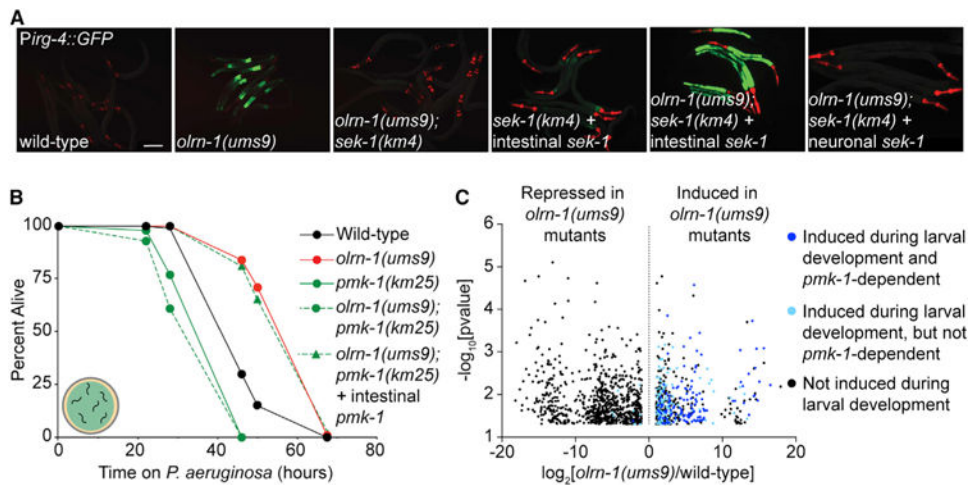 A
Pirg-4::GFP
wild-type
olrn-1(ums9)
olrn-1(ums9);
sek-1(km4)
sek-1(km4) +
intestinal sek-1
olrn-1(ums9);
sek-1(km4) +
intestinal sek-1
olrn-1(ums9);
sek-1(km4) +
neuronal sek-1
B
Percent Alive
100
75
50
25
0
0
20
40
60
80
Time on P. aeruginosa (hours)
Wild-type
olrn-1(ums9)
pmk-1(km25)
olrn-1(ums9);
pmk-1(km25)
olrn-1(ums9);
pmk-1(km25)
+ intestinal
pmk-1
C
Repressed in
olrn-1(ums9)
mutants
Induced in
olrn-1(ums9)
mutants
-log10[pvalue]
6
5
4
3
2
1
-20
-10
0
10
20
log2[olrn-1(ums9)/wild-type]
Induced during larval
development and
pmk-1-dependent
Induced during larval
development, but not
pmk-1-dependent
Not induced during
larval development